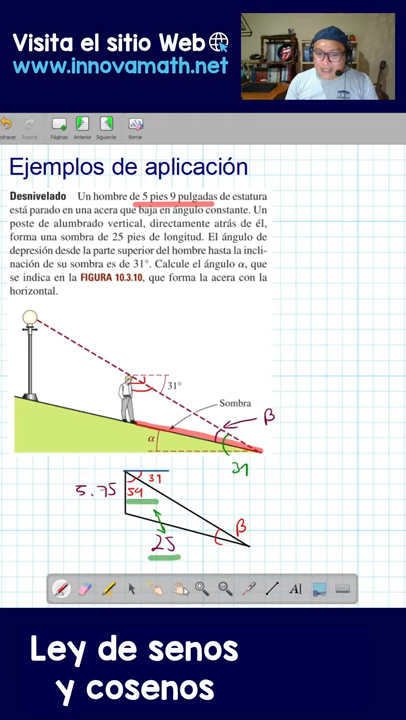 Visita el sitio Web
www.innovamath.net
Páginas
Anterior
Siguiente
Borrar
Ejemplos de aplicación
Desnivelado Un hombre de 5 pies 9 pulgadas de estatura
está parado en una acera que baja en ángulo constante. Un
poste de alumbrado vertical, directamente atrás de él,
forma una sombra de 25 pies de longitud. El ángulo de
depresión desde la parte superior del hombre hasta la incli-
nación de su sombra es de 31°. Calcule el ángulo α, que
se indica en la FIGURA 10.3.10, que forma la acera con la
horizontal.
31°
Sombra
β
α
31
5.75
31
59
β
25
AI
Ley de senos
y cosenos